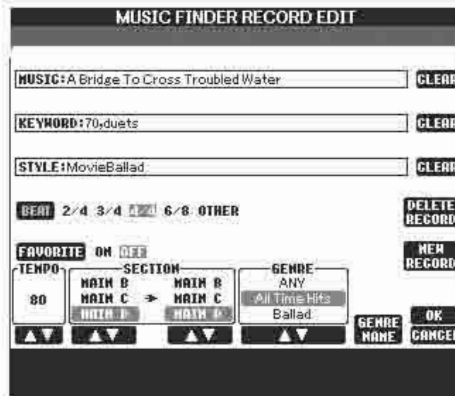 MUSIC FINDER RECORD EDIT
MUSIC:A Bridge To Cross Troubled Water
CLEAR
KEYWORD:70,duets
CLEAR
STYLE:MovieBallad
CLEAR
BEAT 2/4 3/4 4/4 6/8 OTHER
DELETE RECORD
FAVORITE ON OFF
NEW RECORD
TEMPO SECTION GENRE
MAIN B MAIN B ANY
80 MAIN C → MAIN C All Time Hits
MAIN D MAIN D Ballad
GENRE NAME
OK
CANCEL